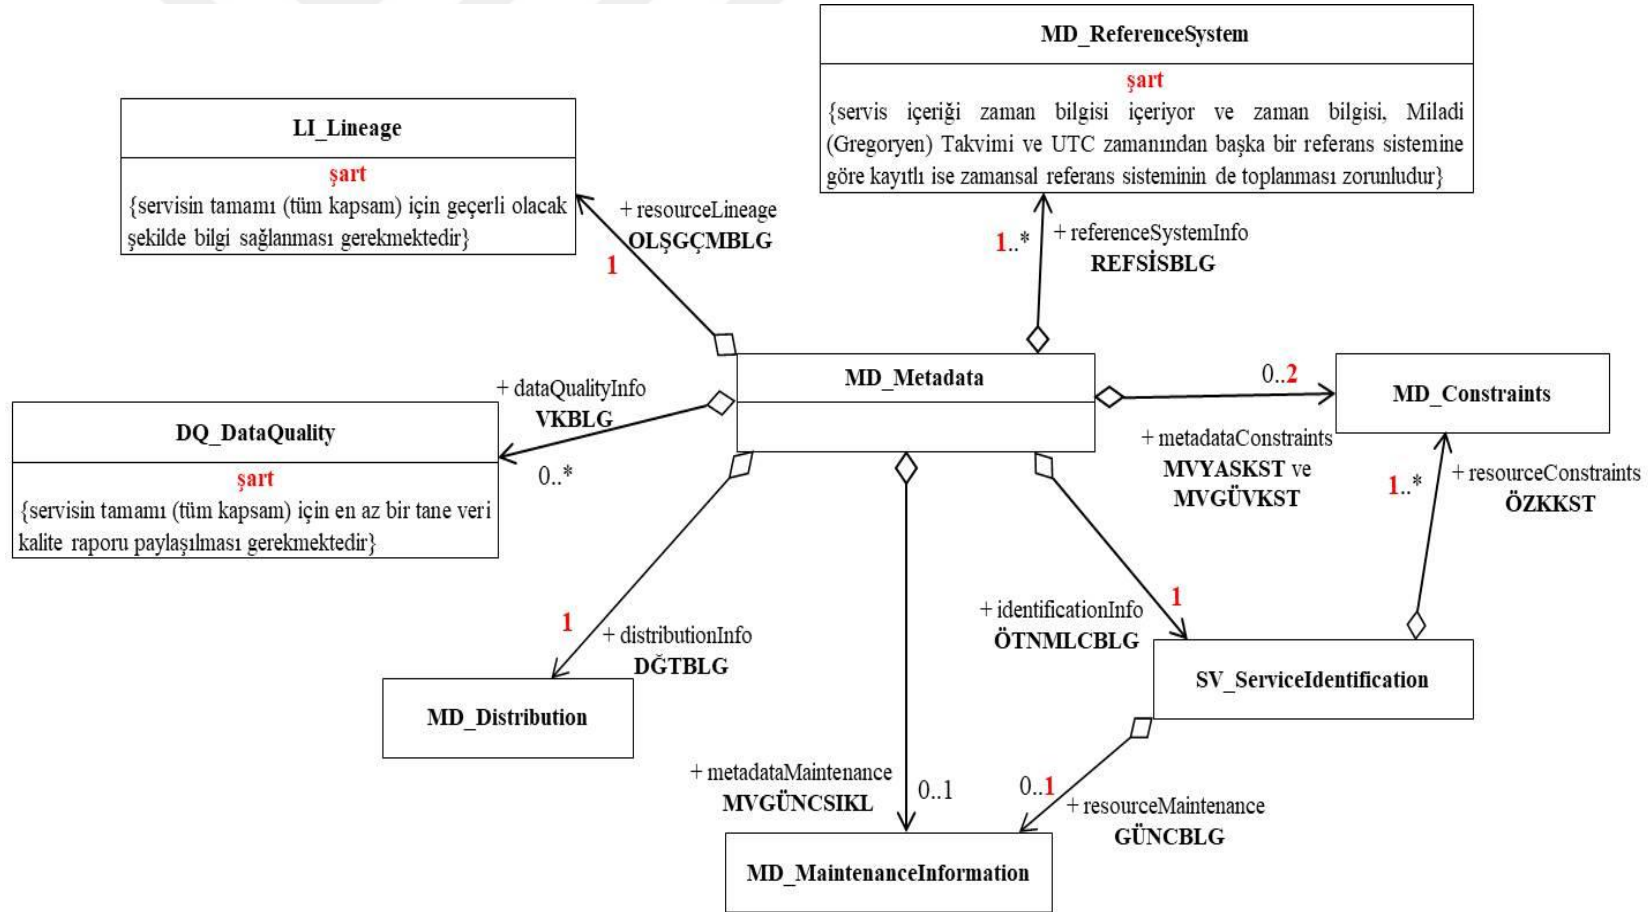 MD_ReferenceSystem
şart
{servis içeriği zaman bilgisi içeriyor ve zaman bilgisi, Miladi
(Gregoryen) Takvimi ve UTC zamanından başka bir referans sistemine
göre kayıtlı ise zamansal referans sisteminin de toplanması zorunludur}
LI_Lineage
şart
{servisin tamamı (tüm kapsam) için geçerli olacak
şekilde bilgi sağlanması gerekmektedir}
+ resourceLineage
OLŞGÇMBLG
1
1..*
+ referenceSystemInfo
REFSİSBLG
MD_Metadata
0..2
MD_Constraints
+ dataQualityInfo
VKBLG
0..*
DQ_DataQuality
şart
{servisin tamamı (tüm kapsam) için en az bir tane veri
kalite raporu paylaşılması gerekmektedir}
+ metadataConstraints
MVYASKST ve
MVGÜVKST
1..*
+ resourceConstraints
ÖZKKST
1
+ distributionInfo
DĞTBLG
+ identificationInfo
ÖTNMLCBLG
1
SV_ServiceIdentification
MD_Distribution
+ metadataMaintenance
MVGÜNCSIKL
0..1
0..1
+ resourceMaintenance
GÜNCBLG
MD_MaintenanceInformation